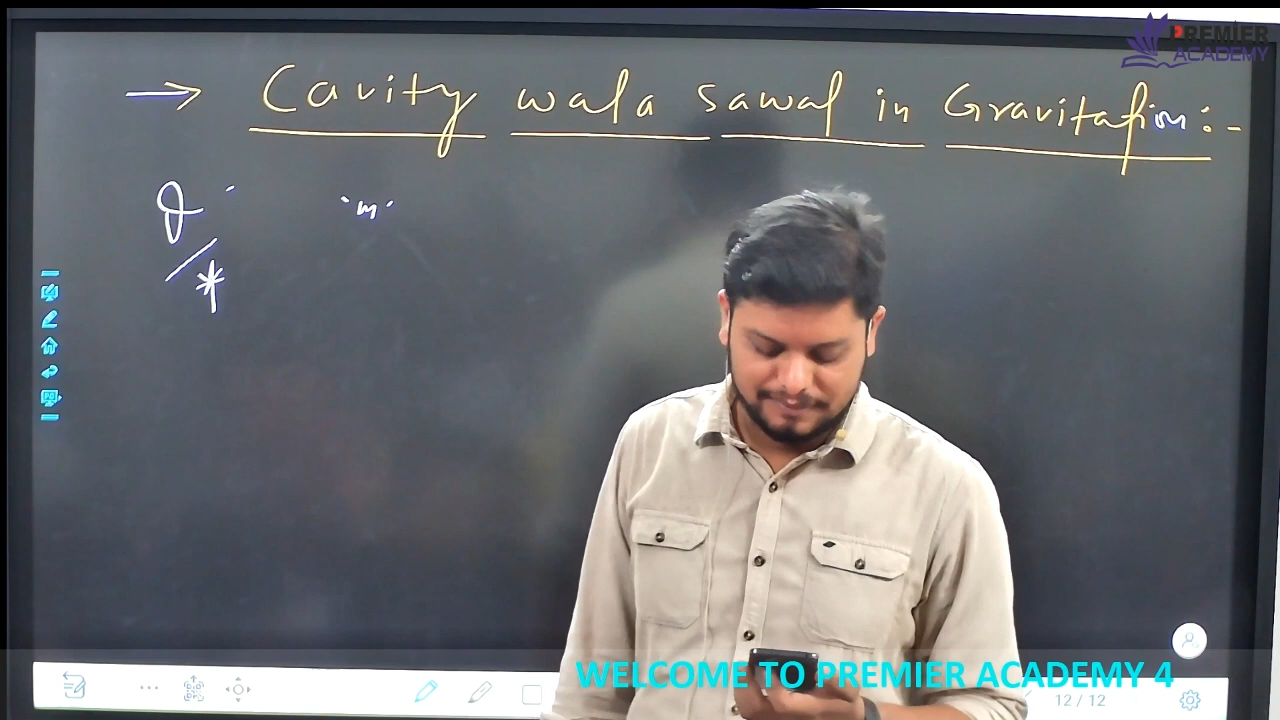 PREMIER
ACADEMY
→ Cavity wala sawal in Gravitation:-
Q
*
"m"
WELCOME TO PREMIER ACADEMY 4
12/12